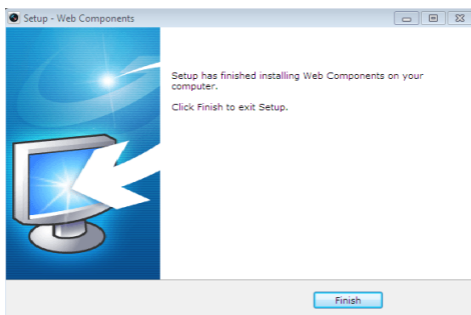 Setup - Web Components
Setup has finished installing Web Components on your
computer.
Click Finish to exit Setup.
Finish